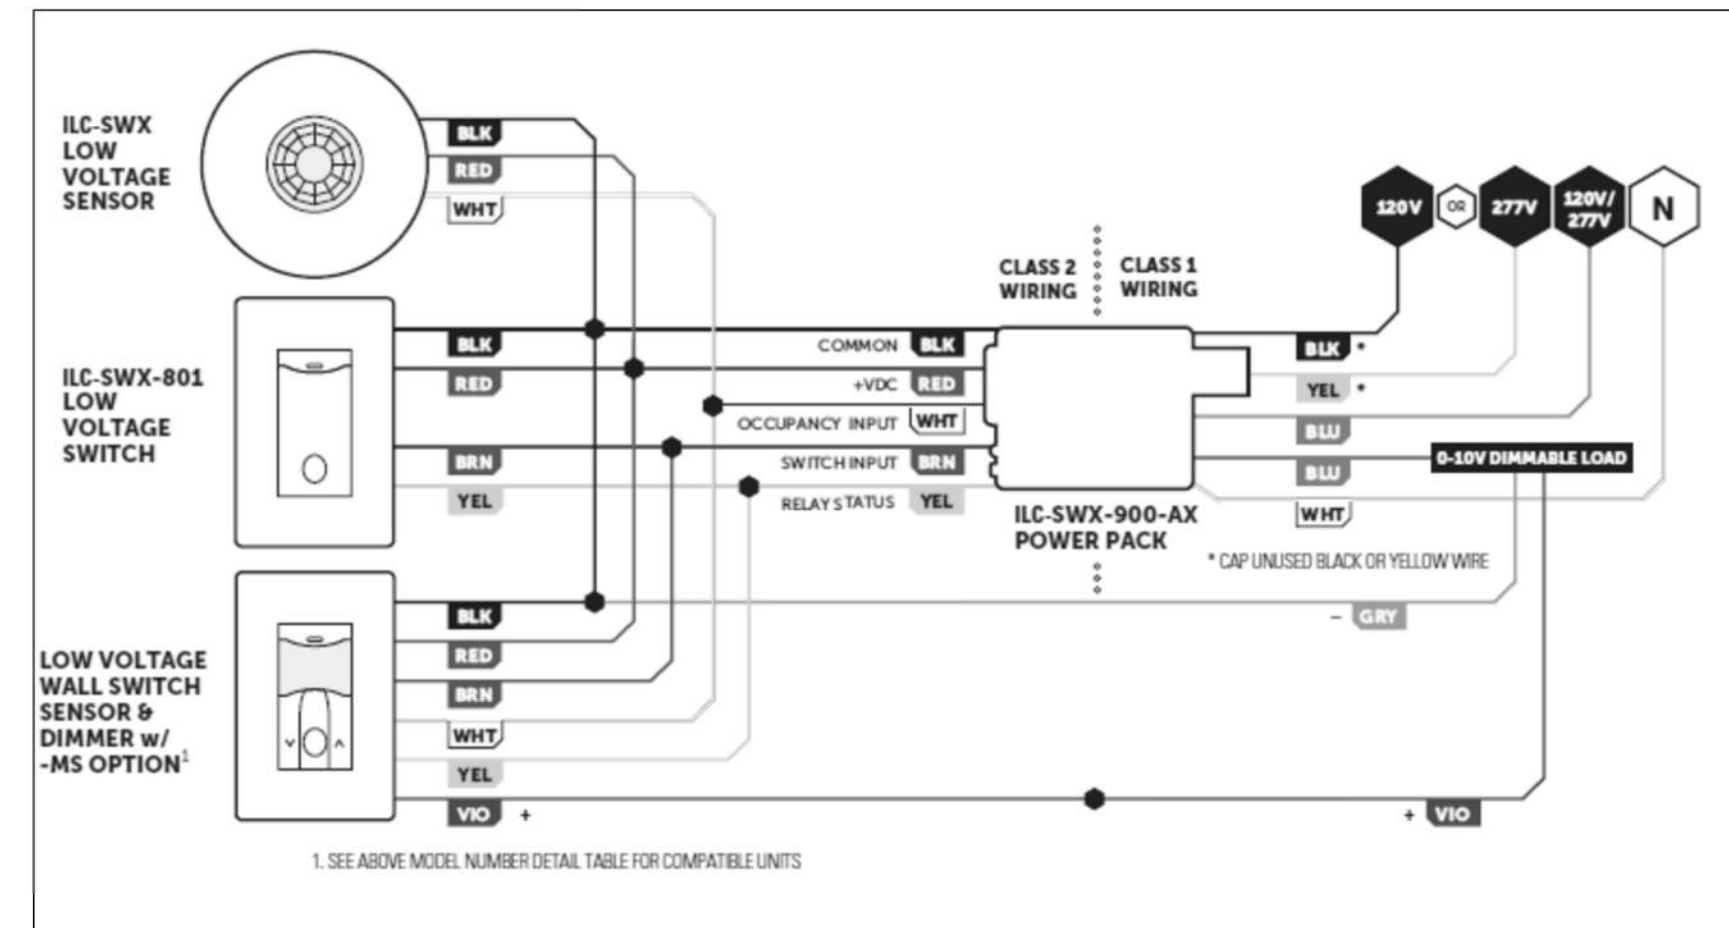 ILC-SWX
LOW
VOLTAGE
SENSOR
BLK
RED
WHT
120V
OR
277V
120V/
277V
N
CLASS 2
WIRING
CLASS 1
WIRING
ILC-SWX-801
LOW
VOLTAGE
SWITCH
BLK
RED
BRN
YEL
COMMON BLK
+VDC RED
OCCUPANCY INPUT WHT
SWITCH INPUT BRN
RELAY STATUS YEL
BLK *
YEL *
BLU
BLU
WHT
0-10V DIMMABLE LOAD
ILC-SWX-900-AX
POWER PACK
* CAP UNUSED BLACK OR YELLOW WIRE
LOW VOLTAGE
WALL SWITCH
SENSOR &
DIMMER w/
-MS OPTION1
BLK
RED
BRN
WHT
YEL
VIO +
– GRY
+ VIO
1. SEE ABOVE MODEL NUMBER DETAIL TABLE FOR COMPATIBLE UNITS